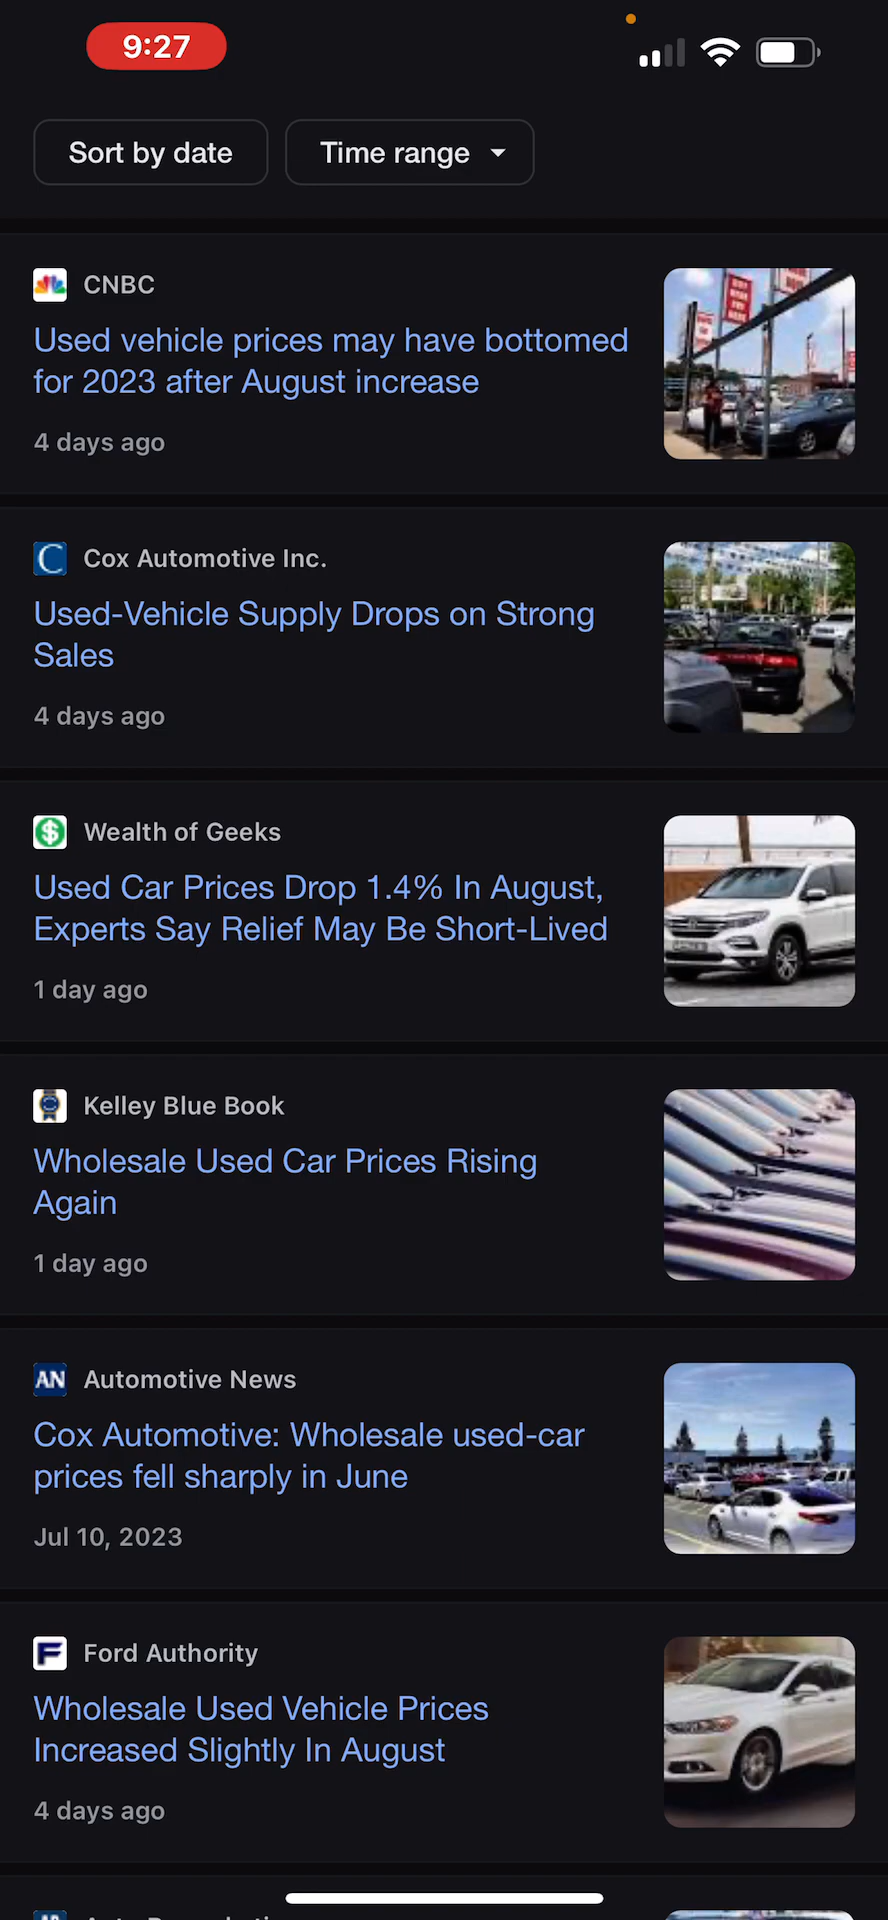 9:27
Sort by date
Time range
CNBC
Used vehicle prices may have bottomed
for 2023 after August increase
4 days ago
C
Cox Automotive Inc.
Used-Vehicle Supply Drops on Strong
Sales
4 days ago
$
Wealth of Geeks
Used Car Prices Drop 1.4% In August,
Experts Say Relief May Be Short-Lived
1 day ago
Kelley Blue Book
Wholesale Used Car Prices Rising
Again
1 day ago
AN
Automotive News
Cox Automotive: Wholesale used-car
prices fell sharply in June
Jul 10, 2023
F
Ford Authority
Wholesale Used Vehicle Prices
Increased Slightly In August
4 days ago